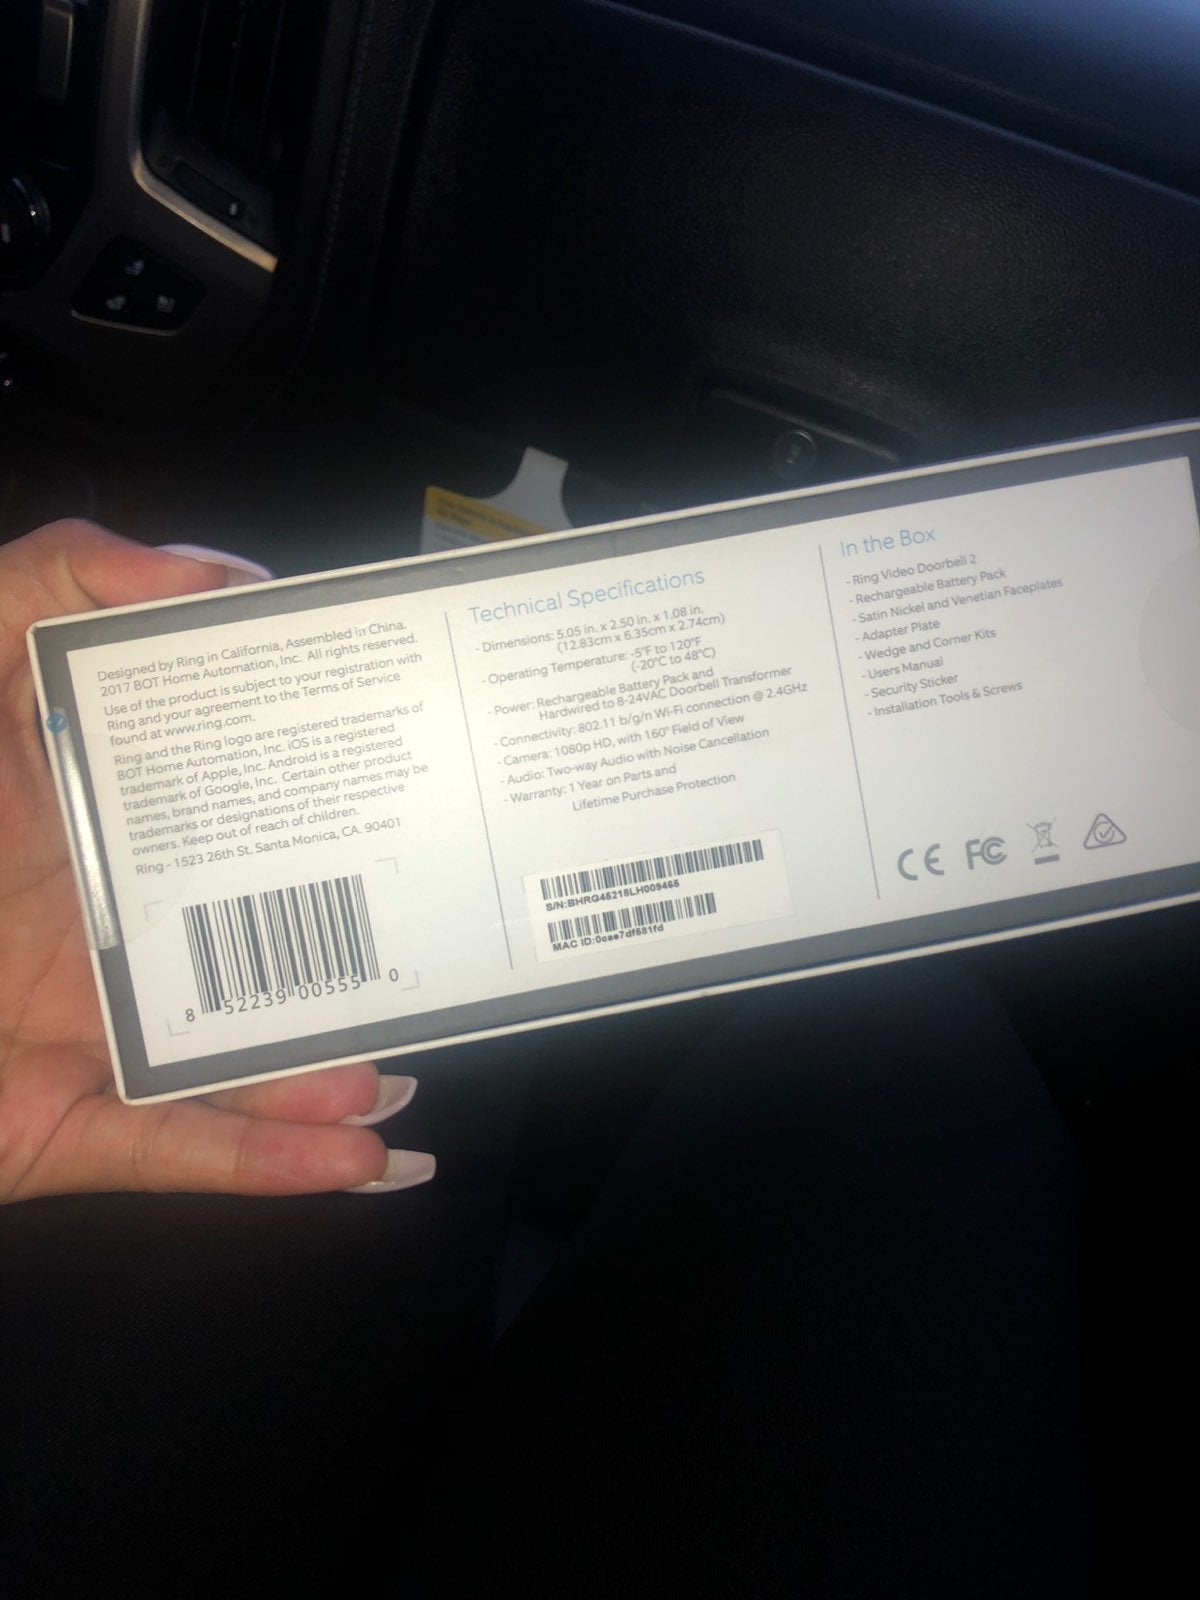 Designed by Ring in California, Assembled in China.
2017 BOT Home Automation, Inc. All rights reserved.
Use of the product is subject to your registration with
Ring and your agreement to the Terms of Service
found at www.ring.com.
Ring and the Ring logo are registered trademarks of
BOT Home Automation, Inc. iOS is a registered
trademark of Apple, Inc. Android is a registered
trademark of Google, Inc. Certain other product
names, brand names, and company names may be
trademarks or designations of their respective
owners. Keep out of reach of children.
Ring - 1523 26th St. Santa Monica, CA. 90401
8 52239 00555 0
Technical Specifications
- Dimensions: 5.05 in. x 2.50 in. x 1.08 in.
(12.83cm x 6.35cm x 2.74cm)
- Operating Temperature: -5°F to 120°F
(-20°C to 48°C)
- Power: Rechargeable Battery Pack and
Hardwired to 8-24VAC Doorbell Transformer
- Connectivity: 802.11 b/g/n Wi-Fi connection @ 2.4GHz
- Camera: 1080p HD, with 160° Field of View
- Audio: Two-way Audio with Noise Cancellation
- Warranty: 1 Year on Parts and
Lifetime Purchase Protection
S/N:BHRG45218LH009465
MAC ID:0cae7df581fd
In the Box
- Ring Video Doorbell 2
- Rechargeable Battery Pack
- Satin Nickel and Venetian Faceplates
- Adapter Plate
- Wedge and Corner Kits
- Users Manual
- Security Sticker
- Installation Tools & Screws
CE FC